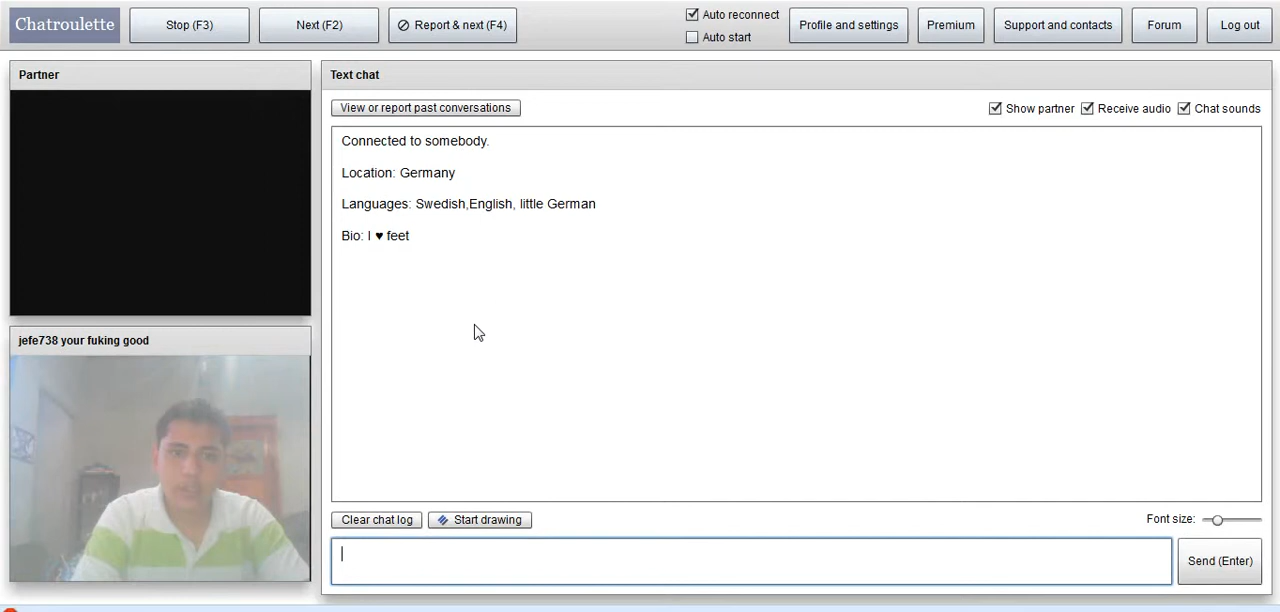 Chatroulette
Stop (F3)
Next (F2)
Report & next (F4)
Auto reconnect
Auto start
Profile and settings
Premium
Support and contacts
Forum
Log out
Partner
jefe738 your fuking good
Text chat
View or report past conversations
Show partner
Receive audio
Chat sounds
Connected to somebody.
Location: Germany
Languages: Swedish,English, little German
Bio: I ♥ feet
Clear chat log
Start drawing
Font size:
Send (Enter)